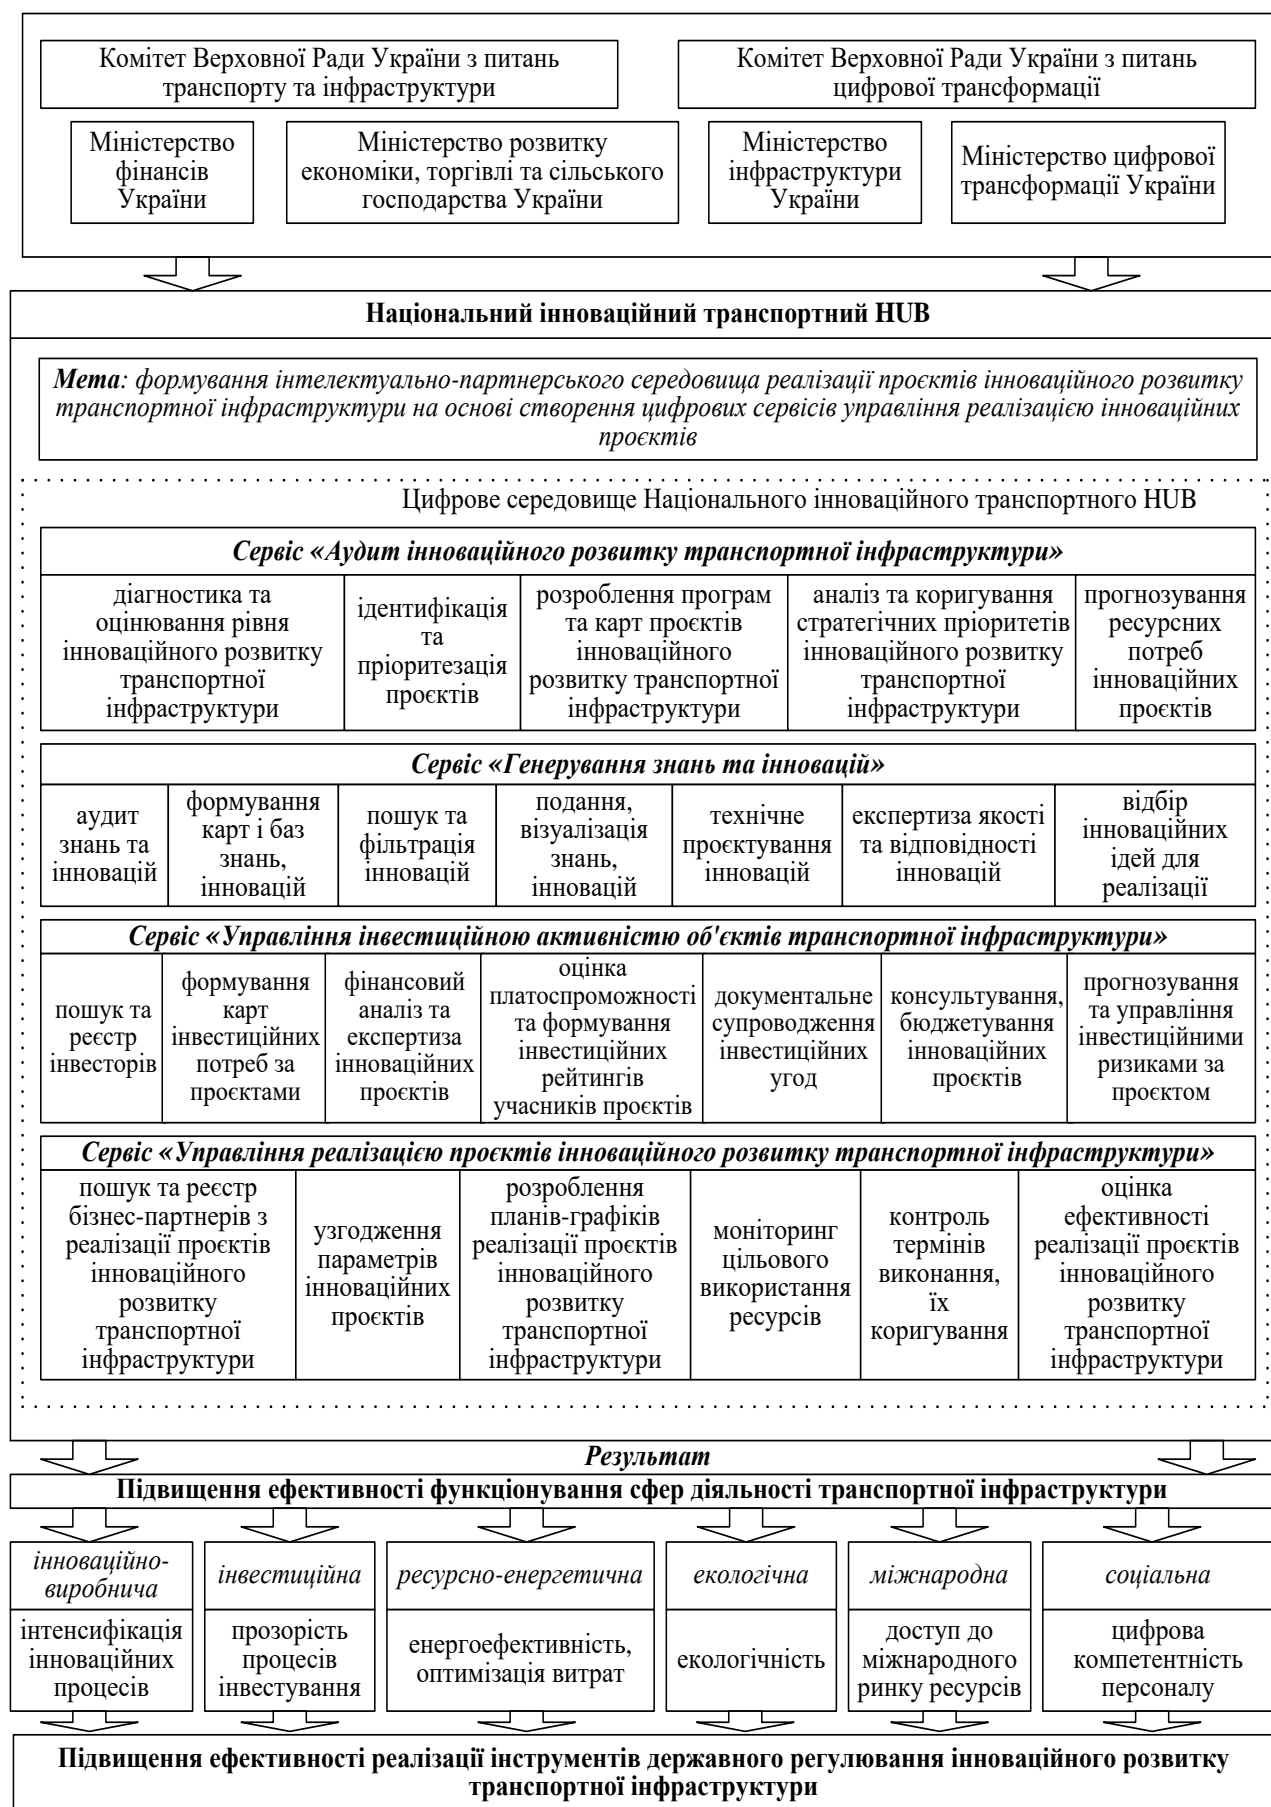 Комітет Верховної Ради України з питань
транспорту та інфраструктури
Комітет Верховної Ради України з питань
цифрової трансформації
Міністерство
фінансів
України
Міністерство розвитку
економіки, торгівлі та сільського
господарства України
Міністерство
інфраструктури
України
Міністерство цифрової
трансформації України
Національний інноваційний транспортний HUB
Мета: формування інтелектуально-партнерського середовища реалізації проєктів інноваційного розвитку
транспортної інфраструктури на основі створення цифрових сервісів управління реалізацією інноваційних
проєктів
Цифрове середовище Національного інноваційного транспортного HUB
Сервіс «Аудит інноваційного розвитку транспортної інфраструктури»
діагностика та
оцінювання рівня
інноваційного розвитку
транспортної
інфраструктури
ідентифікація
та
пріоритезація
проєктів
розроблення програм
та карт проєктів
інноваційного
розвитку транспортної
інфраструктури
аналіз та коригування
стратегічних пріоритетів
інноваційного розвитку
транспортної
інфраструктури
прогнозування
ресурсних
потреб
інноваційних
проєктів
Сервіс «Генерування знань та інновацій»
аудит
знань та
інновацій
формування
карт і баз
знань,
інновацій
пошук та
фільтрація
інновацій
подання,
візуалізація
знань,
інновацій
технічне
проєктування
інновацій
експертиза якості
та відповідності
інновацій
відбір
інноваційних
ідей для
реалізації
Сервіс «Управління інвестиційною активністю об'єктів транспортної інфраструктури»
пошук та
реєстр
інвесторів
формування
карт
інвестиційних
потреб за
проєктами
фінансовий
аналіз та
експертиза
інноваційних
проєктів
оцінка
платоспроможності
та формування
інвестиційних
рейтингів
учасників проєктів
документальне
супроводження
інвестиційних
угод
консультування,
бюджетування
інноваційних
проєктів
прогнозування
та управління
інвестиційними
ризиками за
проєктом
Сервіс «Управління реалізацією проєктів інноваційного розвитку транспортної інфраструктури»
пошук та реєстр
бізнес-партнерів з
реалізації проєктів
інноваційного
розвитку
транспортної
інфраструктури
узгодження
параметрів
інноваційних
проєктів
розроблення
планів-графіків
реалізації проєктів
інноваційного
розвитку
транспортної
інфраструктури
моніторинг
цільового
використання
ресурсів
контроль
термінів
виконання,
їх
коригування
оцінка
ефективності
реалізації проєктів
інноваційного
розвитку
транспортної
інфраструктури
Результат
Підвищення ефективності функціонування сфер діяльності транспортної інфраструктури
інноваційно-
виробнича
інвестиційна
ресурсно-енергетична
екологічна
міжнародна
соціальна
інтенсифікація
інноваційних
процесів
прозорість
процесів
інвестування
енергоефективність,
оптимізація витрат
екологічність
доступ до
міжнародного
ринку ресурсів
цифрова
компетентність
персоналу
Підвищення ефективності реалізації інструментів державного регулювання інноваційного розвитку
транспортної інфраструктури